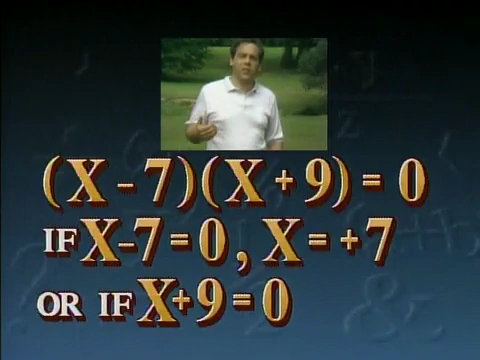 (X-7)(X+9)=0
IF X-7=0, X=+7
OR IF X+9=0